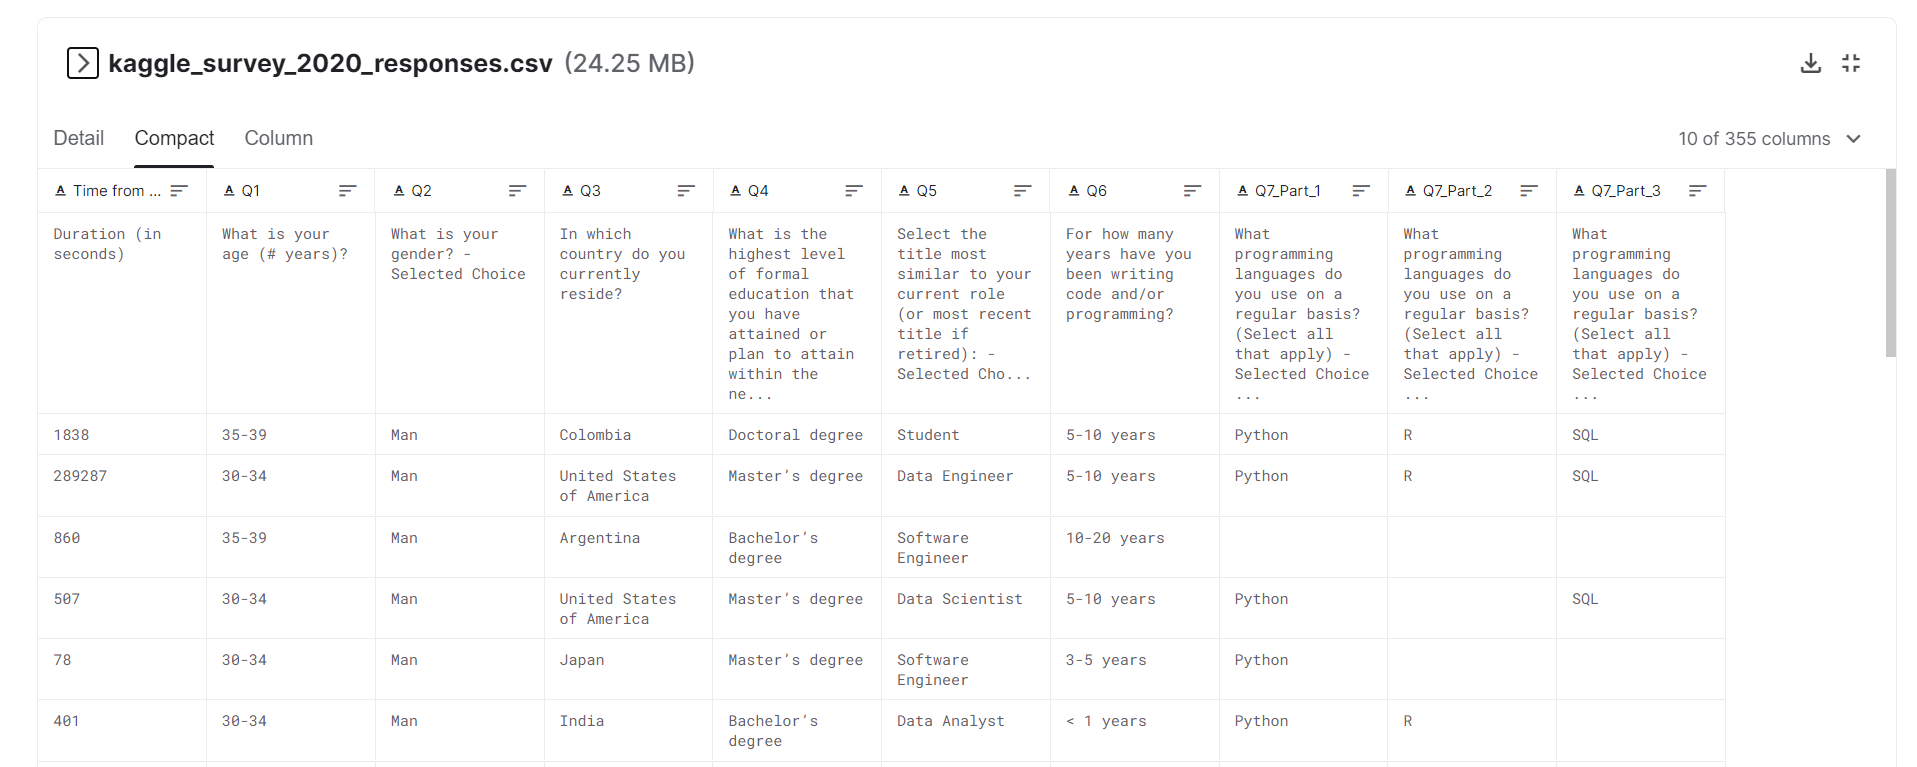 kaggle_survey_2020_responses.csv (24.25 MB)
Detail Compact Column 10 of 355 columns
Time from ... Q1 Q2 Q3 Q4 Q5 Q6 Q7_Part_1 Q7_Part_2 Q7_Part_3
Duration (in
seconds)
What is your
age (# years)?
What is your
gender? -
Selected Choice
In which
country do you
currently
reside?
What is the
highest level
of formal
education that
you have
attained or
plan to attain
within the
ne...
Select the
title most
similar to your
current role
(or most recent
title if
retired): -
Selected Cho...
For how many
years have you
been writing
code and/or
programming?
What
programming
languages do
you use on a
regular basis?
(Select all
that apply) -
Selected Choice
...
What
programming
languages do
you use on a
regular basis?
(Select all
that apply) -
Selected Choice
...
What
programming
languages do
you use on a
regular basis?
(Select all
that apply) -
Selected Choice
...
1838 35-39 Man Colombia Doctoral degree Student 5-10 years Python R SQL
289287 30-34 Man United States Master’s degree Data Engineer 5-10 years Python R SQL
of America
860 35-39 Man Argentina Bachelor’s Software 10-20 years
degree Engineer
507 30-34 Man United States Master’s degree Data Scientist 5-10 years Python SQL
of America
78 30-34 Man Japan Master’s degree Software 3-5 years Python
Engineer
401 30-34 Man India Bachelor’s Data Analyst < 1 years Python R
degree